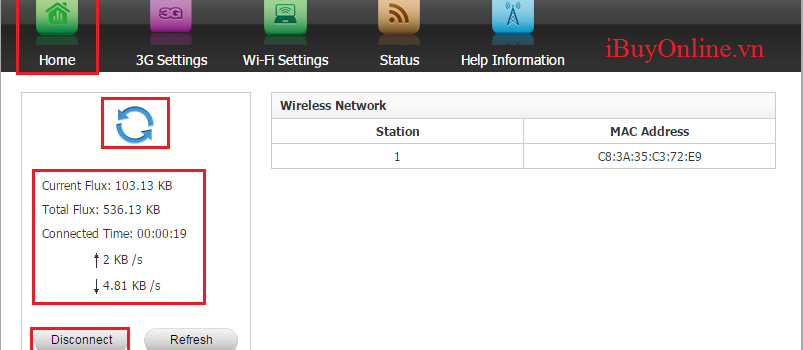 3G
iBuyOnline.vn
Home 3G Settings Wi-Fi Settings Status Help Information
Wireless Network
Station MAC Address
1 C8:3A:35:C3:72:E9
Current Flux: 103.13 KB
Total Flux: 536.13 KB
Connected Time: 00:00:19
2 KB /s
4.81 KB /s
Disconnect Refresh